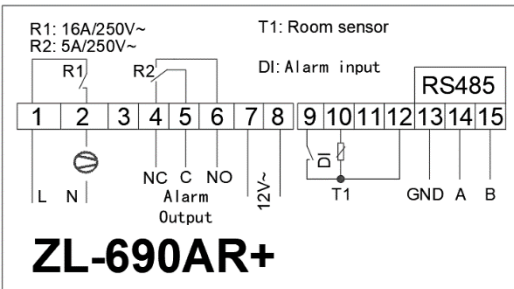 R1: 16A/250V~
R2: 5A/250V~
T1: Room sensor
DI: Alarm input
R1
R2
RS485
1 2 3 4 5 6 7 8 9 10 11 12 13 14 15
DI
L N
NC C NO
12V~
T1
GND A B
Alarm
Output
ZL-690AR+